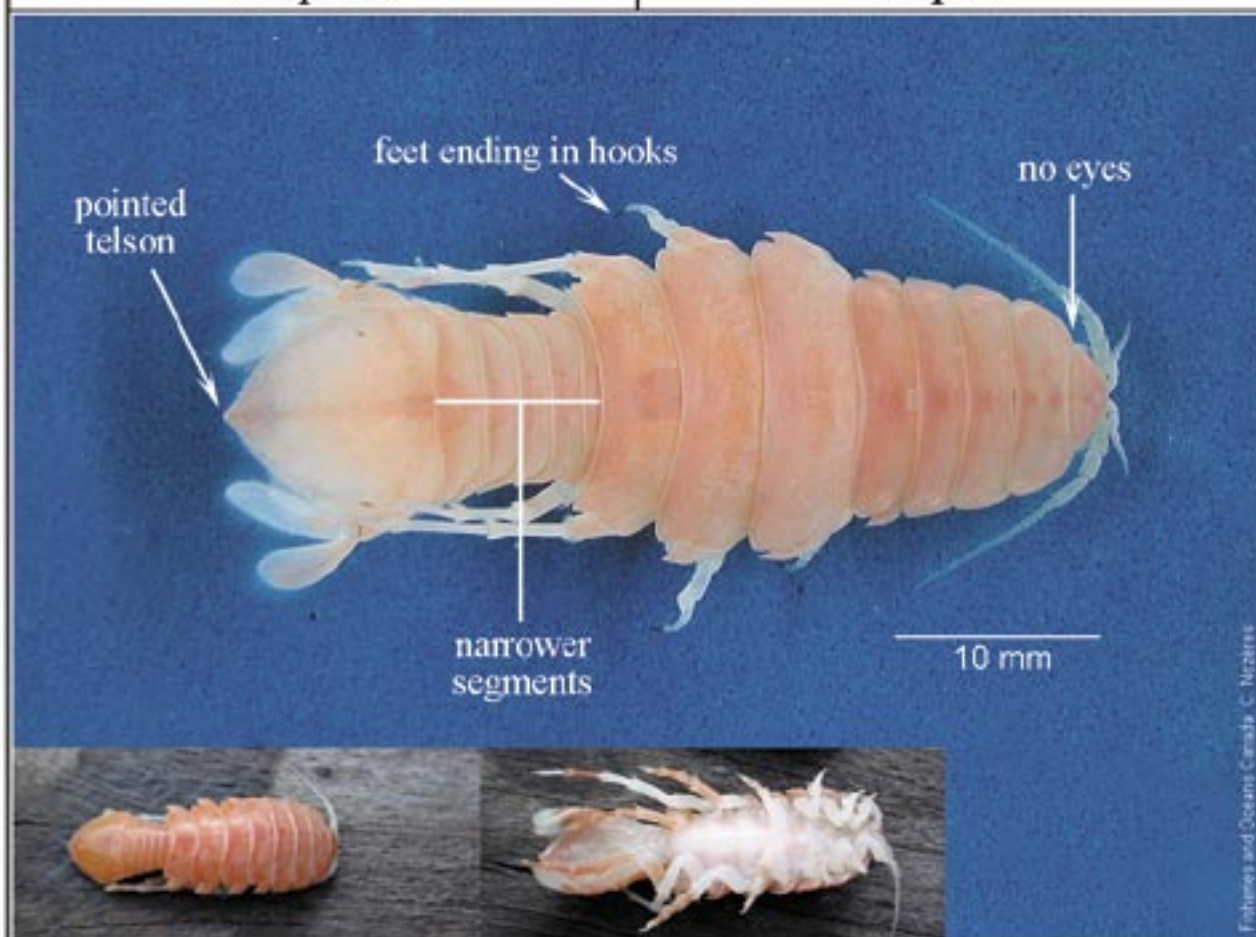 feet ending in hooks
no eyes
pointed
telson
narrower
segments
10 mm
Fisheries and Oceans Canada, C. Nozères